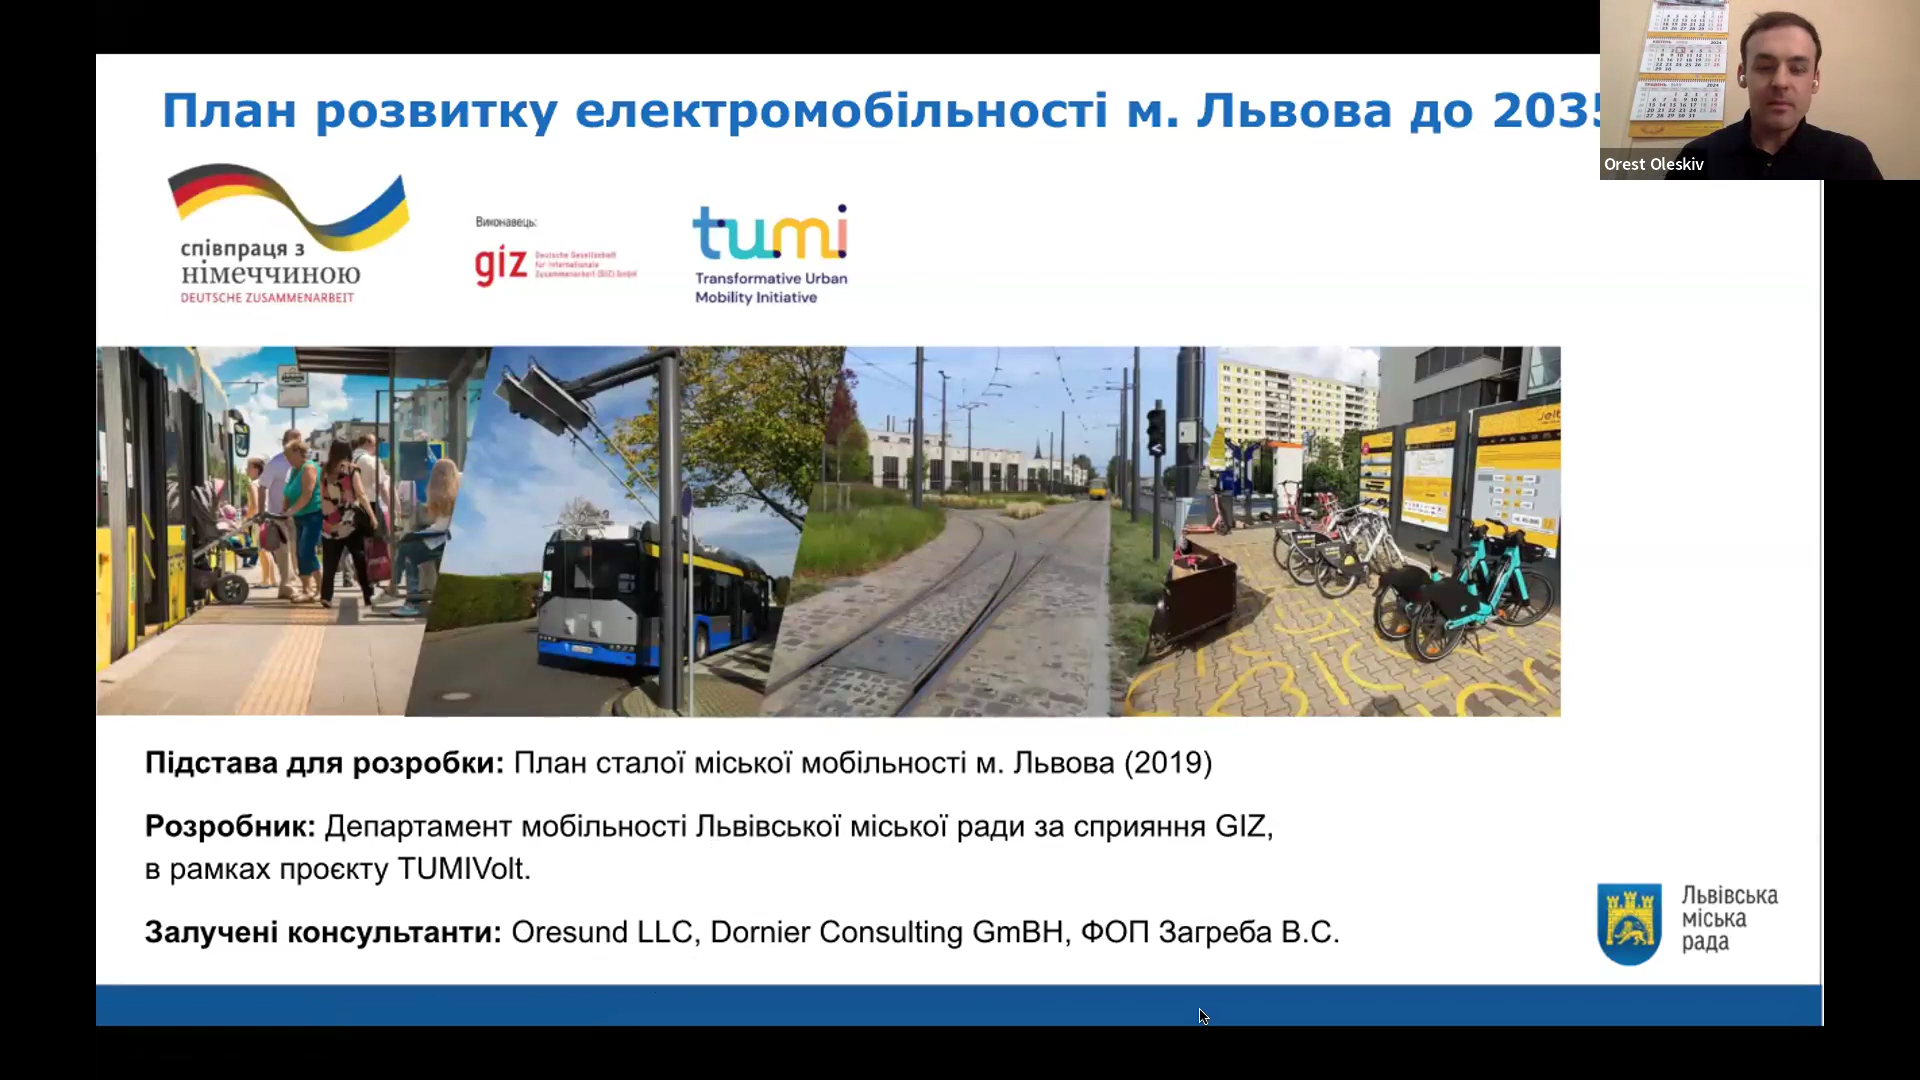 План розвитку електромобільності м. Львова до 2035
Orest Oleskiv
співпраця з
німеччиною
DEUTSCHE ZUSAMMENARBEIT
Виконавець:
giz
Deutsche Gesellschaft
für Internationale
Zusammenarbeit (GIZ) GmbH
tumi
Transformative Urban
Mobility Initiative
Підстава для розробки: План сталої міської мобільності м. Львова (2019)
Розробник: Департамент мобільності Львівської міської ради за сприяння GIZ,
в рамках проєкту TUMIVolt.
Залучені консультанти: Oresund LLC, Dornier Consulting GmBH, ФОП Загреба В.С.
Львівська
міська
рада